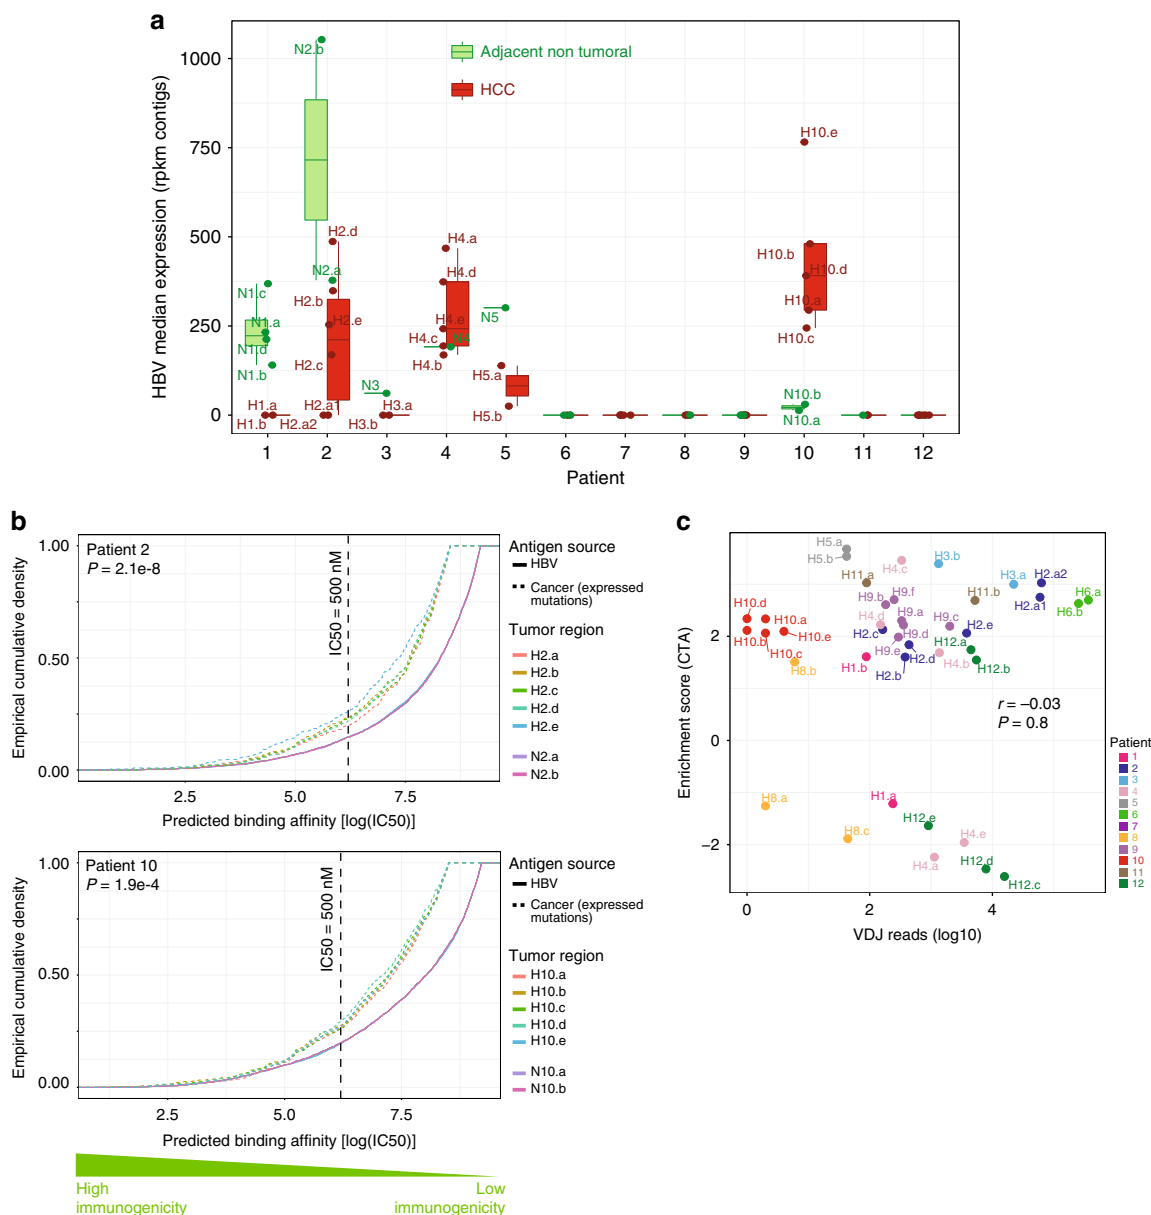 a
HBV median expression (rpkm contigs)
1000
750
500
250
0
Adjacent non tumoral
HCC
N2.b
H2.d
N2.a
H2.b
H2.e
H2.c
H2.a1
H2.a2
N1.c
N1.a
N1.d
N1.b
H1.a
H1.b
N3
H3.a
H3.b
H4.a
H4.d
H4.e
H4.c
N4
H4.b
N5
H5.a
H5.b
H10.e
H10.b
H10.d
H10.a
H10.c
N10.b
N10.a
1 2 3 4 5 6 7 8 9 10 11 12
Patient
b
Empirical cumulative density
1.00
0.50
0.00
Patient 2
P = 2.1e-8
IC50 = 500 nM
2.5 5.0 7.5
Predicted binding affinity [log(IC50)]
Antigen source
HBV
Cancer (expressed
mutations)
Tumor region
H2.a
H2.b
H2.c
H2.d
H2.e
N2.a
N2.b
Empirical cumulative density
1.00
0.50
0.00
Patient 10
P = 1.9e-4
IC50 = 500 nM
2.5 5.0 7.5
Predicted binding affinity [log(IC50)]
Antigen source
HBV
Cancer (expressed
mutations)
Tumor region
H10.a
H10.b
H10.c
H10.d
H10.e
N10.a
N10.b
High
immunogenicity
Low
immunogenicity
c
Enrichment score (CTA)
2
0
−2
H5.a
H5.b
H4.c
H3.b
H11.a
H3.a
H2.a2
H9.b
H9.f
H11.b
H2.a1
H6.a
H6.b
H10.d
H10.a
H10.b
H10.e
H10.c
H4.d
H9.a
H9.c
H2.c
H9.d
H2.e
H9.e
H2.d
H12.a
H8.b
H1.b
H2.b
H4.b
H12.b
r = −0.03
P = 0.8
H8.a
H1.a
H12.e
H8.c
H4.e
H4.a
H12.d
H12.c
0 2 4
VDJ reads (log10)
Patient
1
2
3
4
5
6
7
8
9
10
11
12